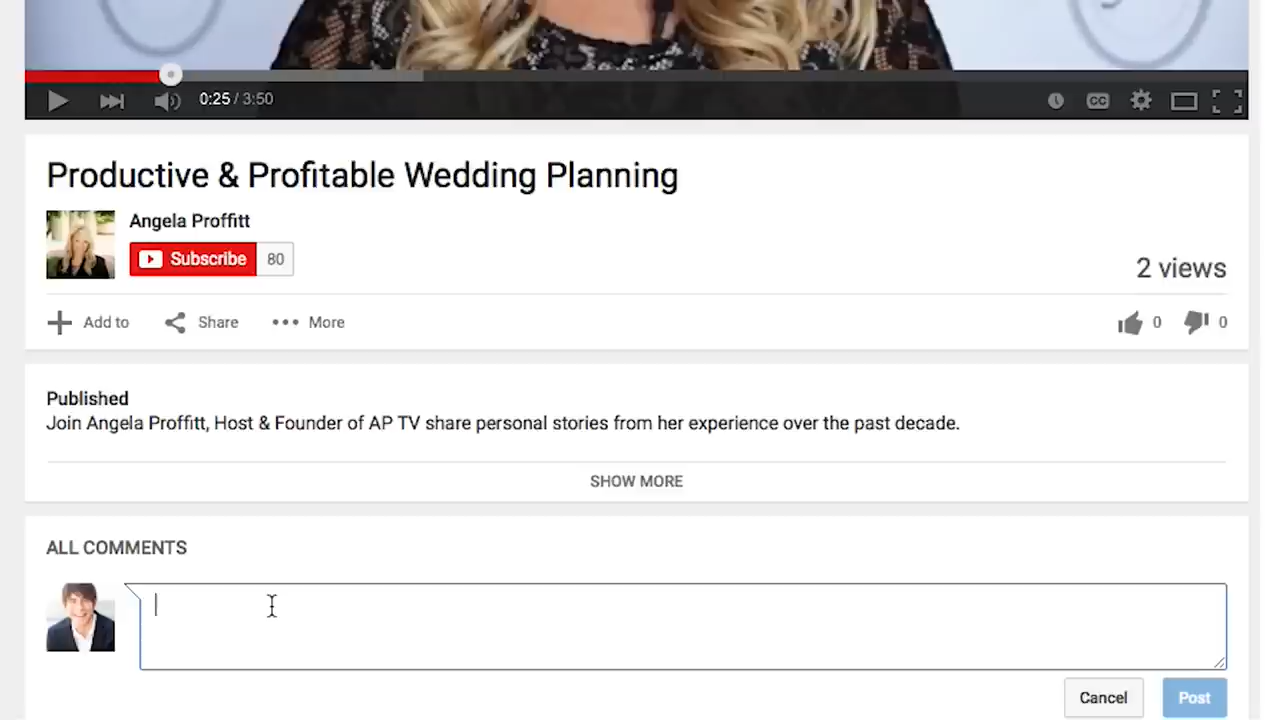 0:25 / 3:50
CC
Productive & Profitable Wedding Planning
Angela Proffitt
Subscribe 80
2 views
Add to Share More 0 0
Published
Join Angela Proffitt, Host & Founder of AP TV share personal stories from her experience over the past decade.
SHOW MORE
ALL COMMENTS
Cancel Post